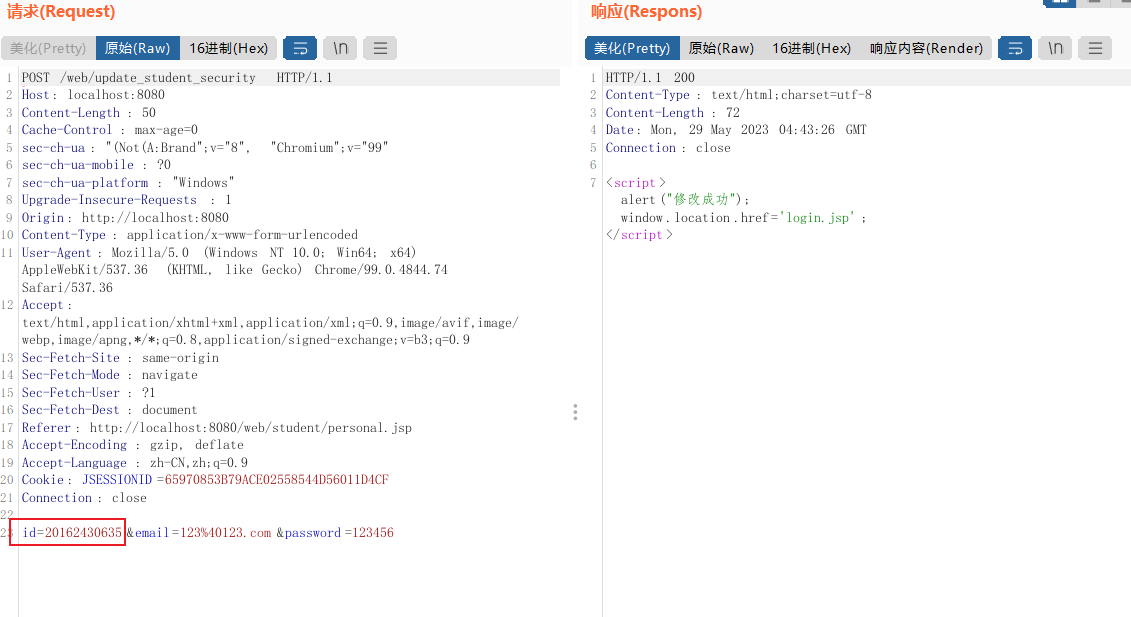 请求(Request)
美化(Pretty) 原始(Raw) 16进制(Hex) \n
1 POST /web/update_student_security HTTP/1.1
2 Host: localhost:8080
3 Content-Length : 50
4 Cache-Control : max-age=0
5 sec-ch-ua : "(Not(A:Brand";v="8", "Chromium";v="99"
6 sec-ch-ua-mobile : ?0
7 sec-ch-ua-platform : "Windows"
8 Upgrade-Insecure-Requests : 1
9 Origin: http://localhost:8080
10 Content-Type : application/x-www-form-urlencoded
11 User-Agent : Mozilla/5.0 (Windows NT 10.0; Win64; x64)
AppleWebKit/537.36 (KHTML, like Gecko) Chrome/99.0.4844.74
Safari/537.36
12 Accept:
text/html,application/xhtml+xml,application/xml;q=0.9,image/avif,image/
webp,image/apng,*/*;q=0.8,application/signed-exchange;v=b3;q=0.9
13 Sec-Fetch-Site : same-origin
14 Sec-Fetch-Mode : navigate
15 Sec-Fetch-User : ?1
16 Sec-Fetch-Dest : document
17 Referer: http://localhost:8080/web/student/personal.jsp
18 Accept-Encoding : gzip, deflate
19 Accept-Language : zh-CN,zh;q=0.9
20 Cookie: JSESSIONID=65970853B79ACE02558544D56011D4CF
21 Connection : close
22
23 id=20162430635&email=123%40123.com&password=123456
响应(Respons)
美化(Pretty) 原始(Raw) 16进制(Hex) 响应内容(Render) \n
1 HTTP/1.1 200
2 Content-Type : text/html;charset=utf-8
3 Content-Length : 72
4 Date: Mon, 29 May 2023 04:43:26 GMT
5 Connection : close
6
7 <script>
alert("修改成功");
window.location.href='login.jsp';
</script>